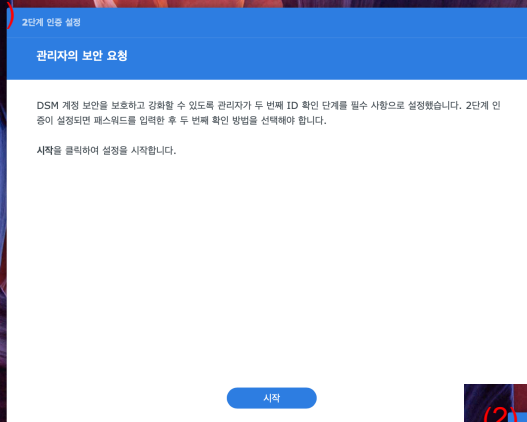 )
2단계 인증 설정
관리자의 보안 요청
DSM 계정 보안을 보호하고 강화할 수 있도록 관리자가 두 번째 ID 확인 단계를 필수 사항으로 설정했습니다. 2단계 인
증이 설정되면 패스워드를 입력한 후 두 번째 확인 방법을 선택해야 합니다.
시작을 클릭하여 설정을 시작합니다.
시작
(2)